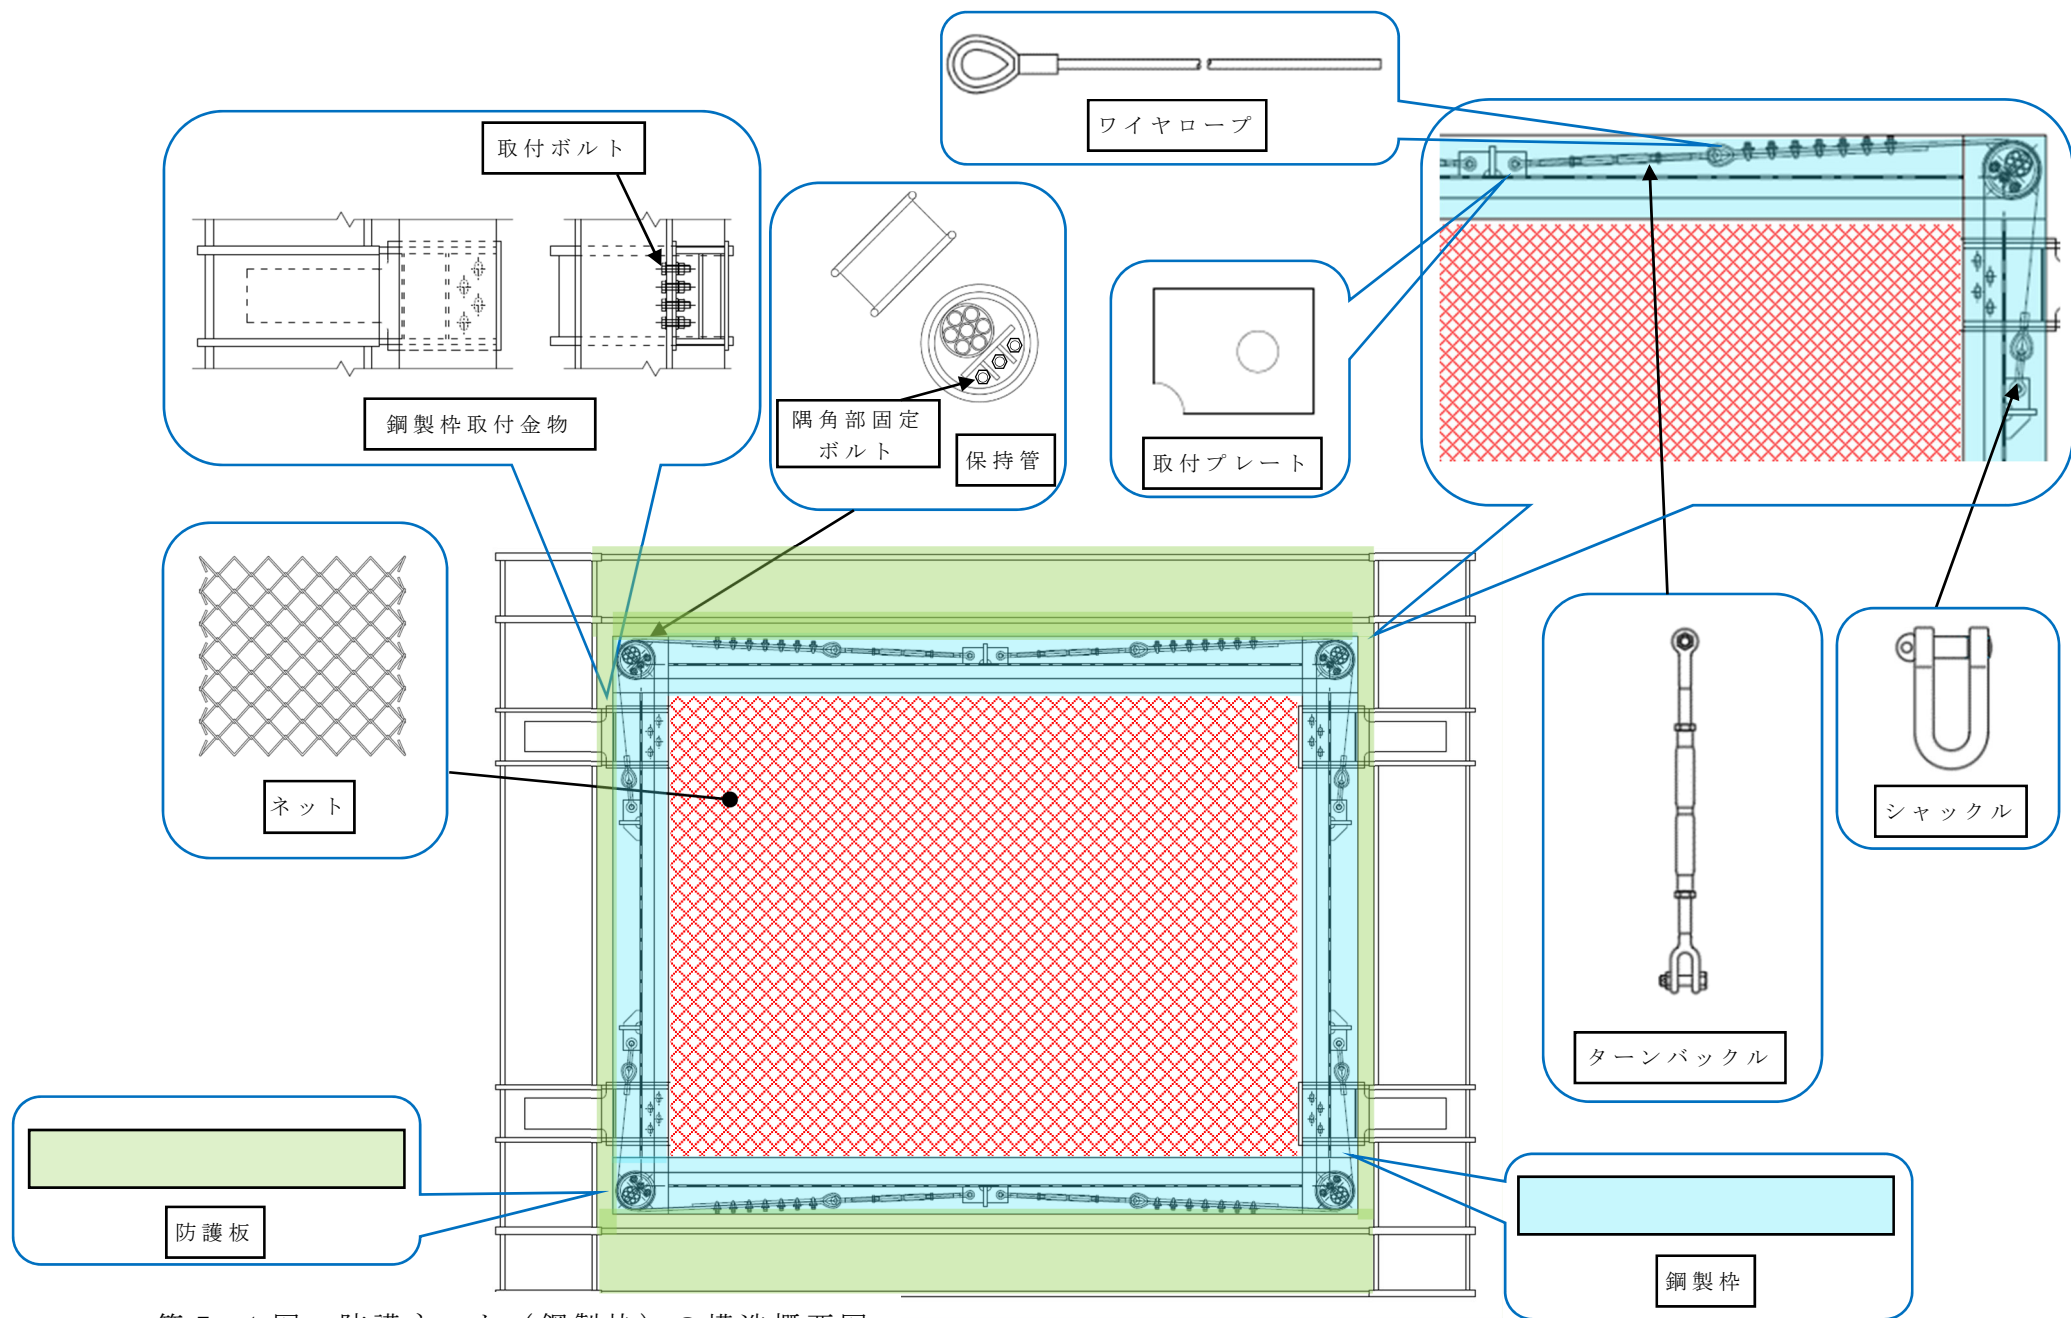 ワイヤロープ
取付ボルト
鋼製枠取付金物
隅角部固定
ボルト
保持管
取付プレート
ネット
シャックル
ターンバックル
防護板
鋼製枠